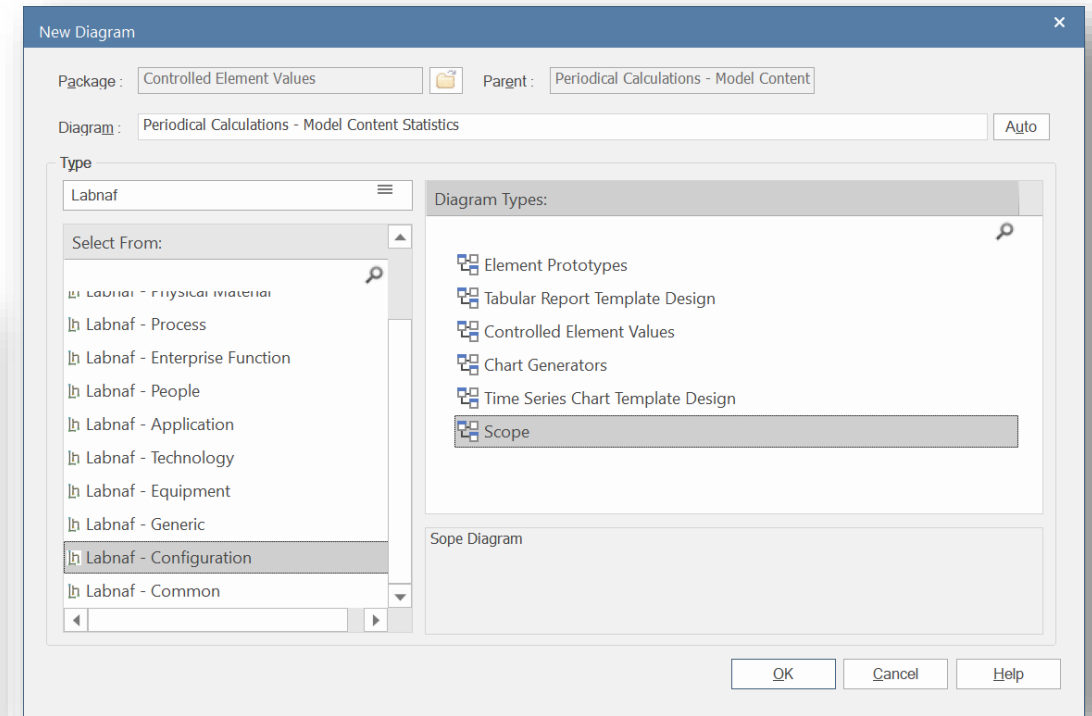 New Diagram
Package : Controlled Element Values Parent : Periodical Calculations - Model Content
Diagram : Periodical Calculations - Model Content Statistics Auto
Type
Labnaf
Select From:
Labnaf - Physical Material
Labnaf - Process
Labnaf - Enterprise Function
Labnaf - People
Labnaf - Application
Labnaf - Technology
Labnaf - Equipment
Labnaf - Generic
Labnaf - Configuration
Labnaf - Common
Diagram Types:
Element Prototypes
Tabular Report Template Design
Controlled Element Values
Chart Generators
Time Series Chart Template Design
Scope
Sope Diagram
OK Cancel Help